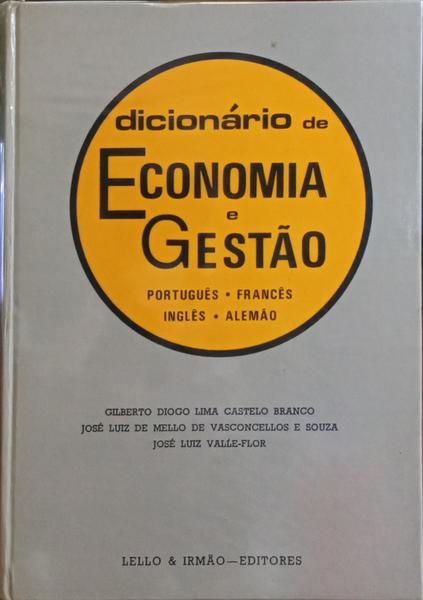 dicionário de
ECONOMIA
e
GESTÃO
PORTUGUÊS • FRANCÊS
INGLÊS • ALEMÃO
GILBERTO DIOGO LIMA CASTELO BRANCO
JOSÉ LUIZ DE MELLO DE VASCONCELLOS E SOUZA
JOSÉ LUIZ VALLE-FLOR
LELLO & IRMÃO—EDITORES